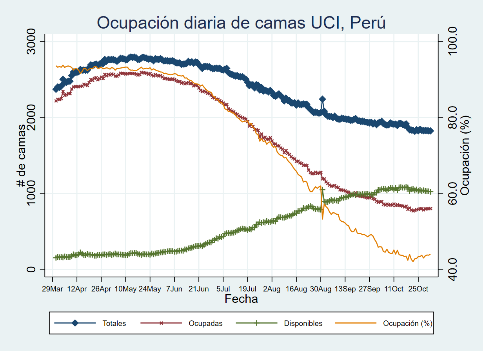 Ocupación diaria de camas UCI, Perú
3000
2000
1000
0
# de camas
100.0
80.0
60.0
40.0
Ocupación (%)
29Mar 12Apr 26Apr 10May 24May 7Jun 21Jun 5Jul 19Jul 2Aug 16Aug 30Aug 13Sep 27Sep 11Oct 25Oct
Fecha
Totales Ocupadas Disponibles Ocupación (%)